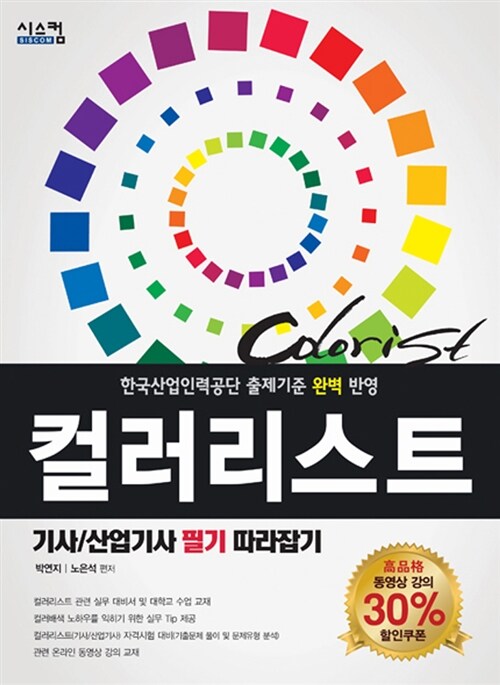 시스컴
SISCOM
Colorist
한국산업인력공단 출제기준 완벽 반영
컬러리스트
기사/산업기사 필기 따라잡기
박연지 | 노은석 편저
컬러리스트 관련 실무 대비서 및 대학교 수업 교재
컬러배색 노하우를 익히기 위한 실무 Tip 제공
컬러리스트(기사/산업기사) 자격시험 대비(기출문제 풀이 및 문제유형 분석)
관련 온라인 동영상 강의 교재
高品格
동영상 강의
30%
할인쿠폰